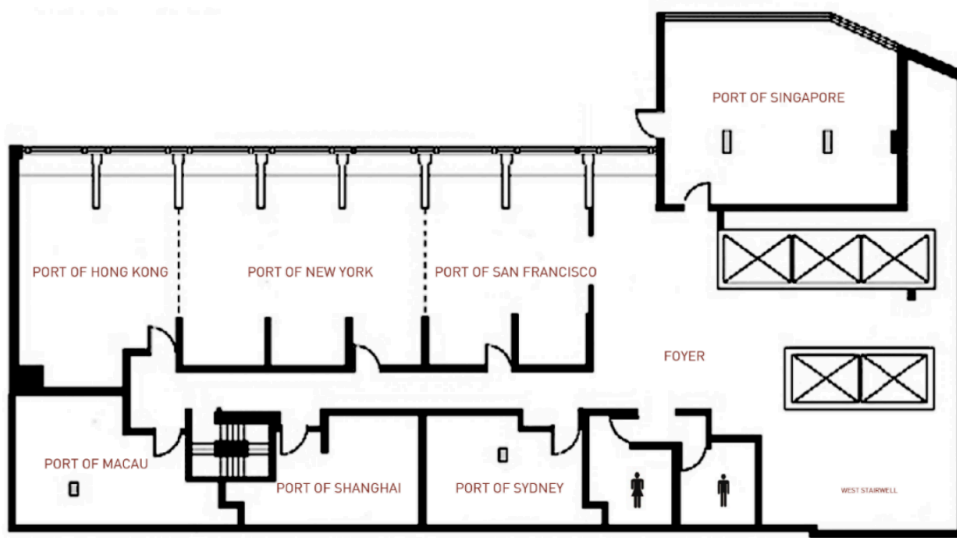 PORT OF SINGAPORE
PORT OF HONG KONG
PORT OF NEW YORK
PORT OF SAN FRANCISCO
FOYER
PORT OF MACAU
PORT OF SHANGHAI
PORT OF SYDNEY
WEST STAIRWELL